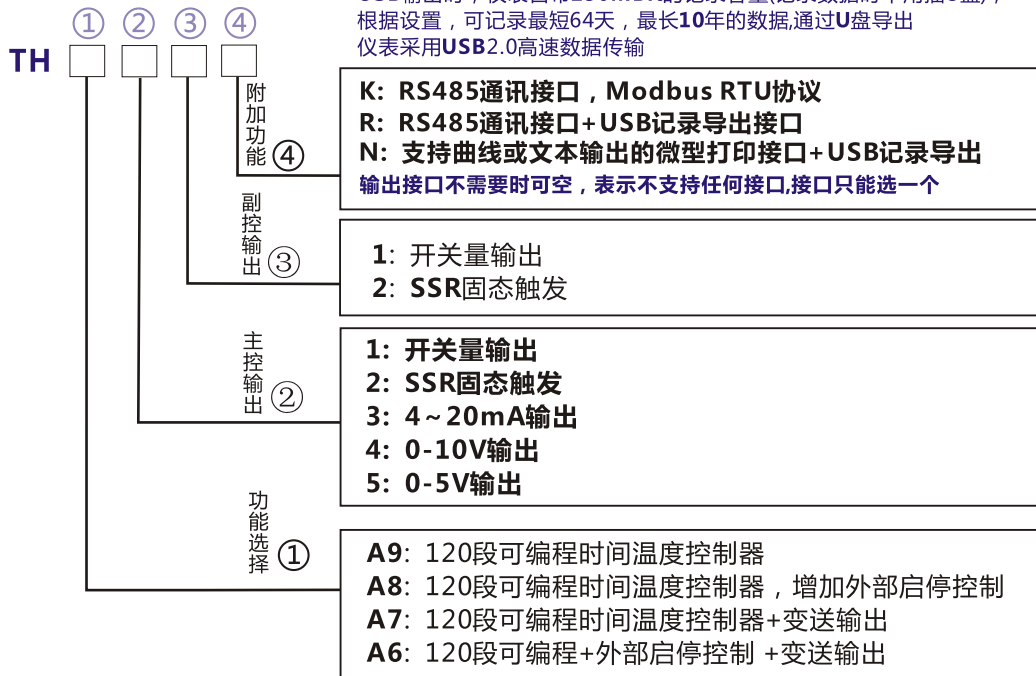 ① ② ③ ④
TH
根据设置，可记录最短64天，最长10年的数据,通过U盘导出
仪表采用USB2.0高速数据传输
附加功能④
K: RS485通讯接口，Modbus RTU协议
R: RS485通讯接口+USB记录导出接口
N: 支持曲线或文本输出的微型打印接口+USB记录导出
输出接口不需要时可空，表示不支持任何接口,接口只能选一个
副控输出③
1: 开关量输出
2: SSR固态触发
主控输出②
1: 开关量输出
2: SSR固态触发
3: 4~20mA输出
4: 0-10V输出
5: 0-5V输出
功能选择①
A9: 120段可编程时间温度控制器
A8: 120段可编程时间温度控制器，增加外部启停控制
A7: 120段可编程时间温度控制器+变送输出
A6: 120段可编程+外部启停控制 +变送输出